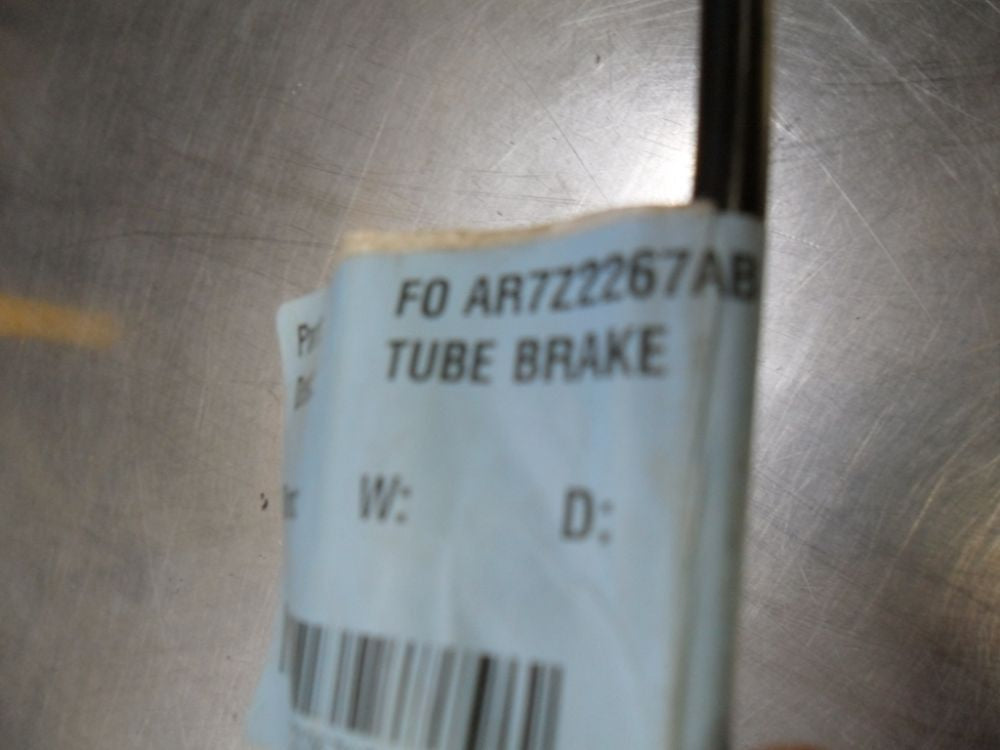 FO AR7Z2267AB
TUBE BRAKE
W: D: